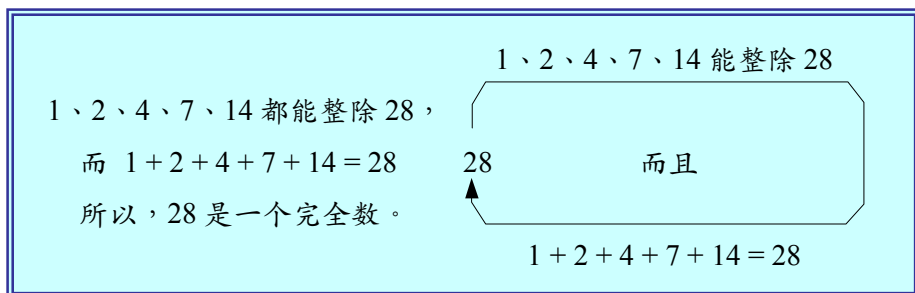 1、2、4、7、14 都能整除 28，
而 1 + 2 + 4 + 7 + 14 = 28
所以，28 是一个完全数。
1、2、4、7、14 能整除 28
28
而且
1 + 2 + 4 + 7 + 14 = 28